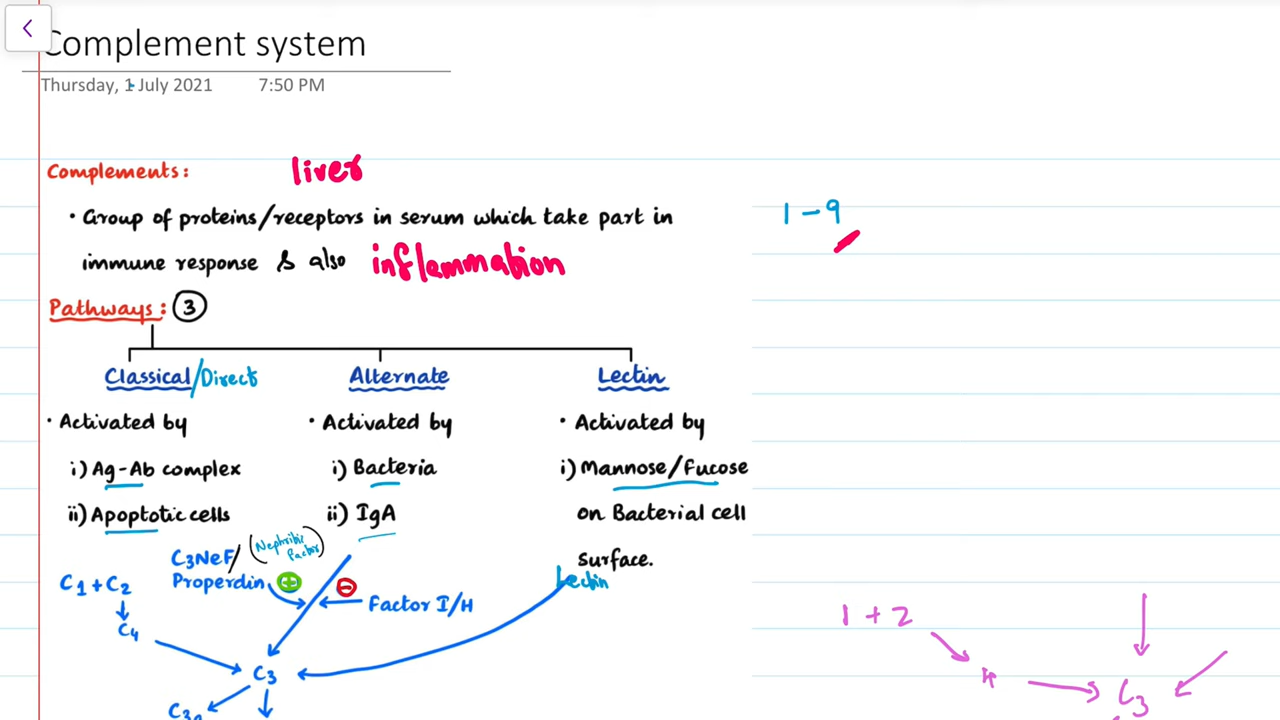 Complement system
Thursday, 1 July 2021 7:50 PM
Complements: liver
• Group of proteins/receptors in serum which take part in
immune response & also inflammation
1 - 9
Pathways: 3
Classical/Direct Alternate Lectin
• Activated by • Activated by • Activated by
i) Ag-Ab complex i) Bacteria i) Mannose/Fucose
ii) Apoptotic cells ii) IgA on Bacterial cell
surface.
C3NeF/ (Nephritic Factor)
Properdin + -
Lectin
C1 + C2
Factor I/H
1 + 2
C4
C3
4
C3
C3a